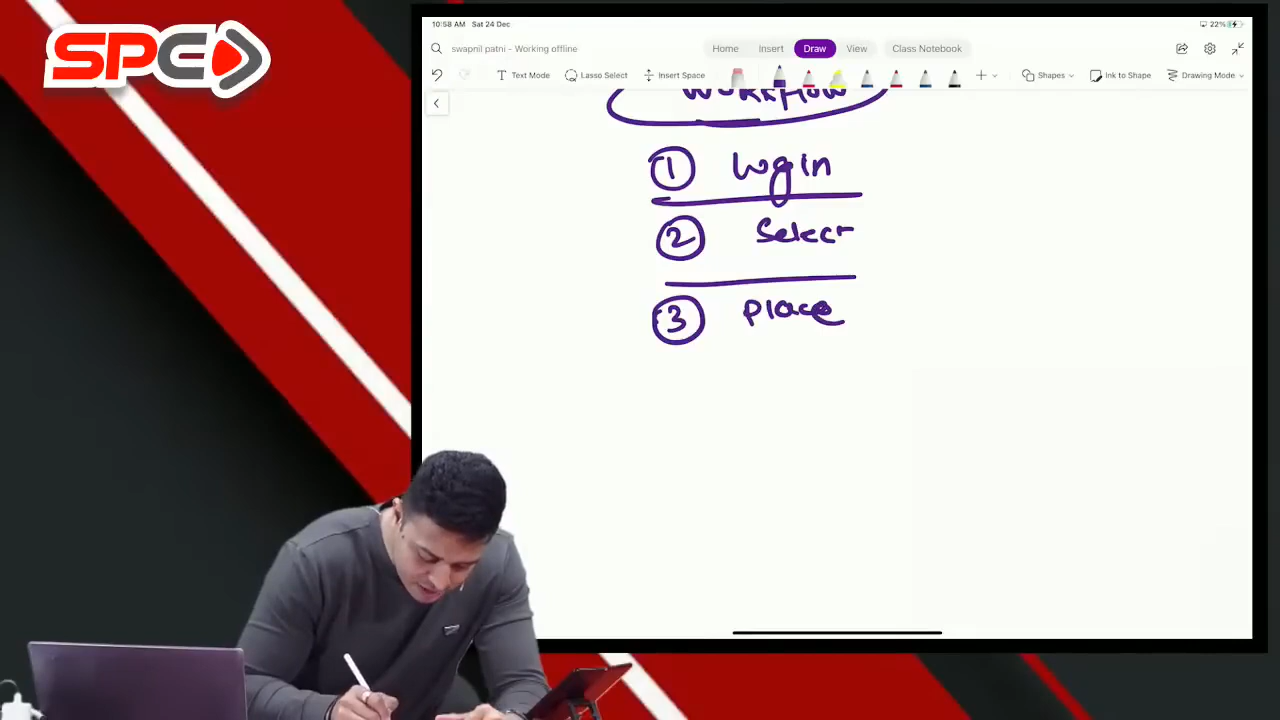 SPC
10:58 AM Sat 24 Dec
22%
swapnil patni - Working offline
Home Insert Draw View Class Notebook
Text Mode Lasso Select Insert Space Shapes Ink to Shape Drawing Mode
Workflow
1 Login
2 Select
3 Place